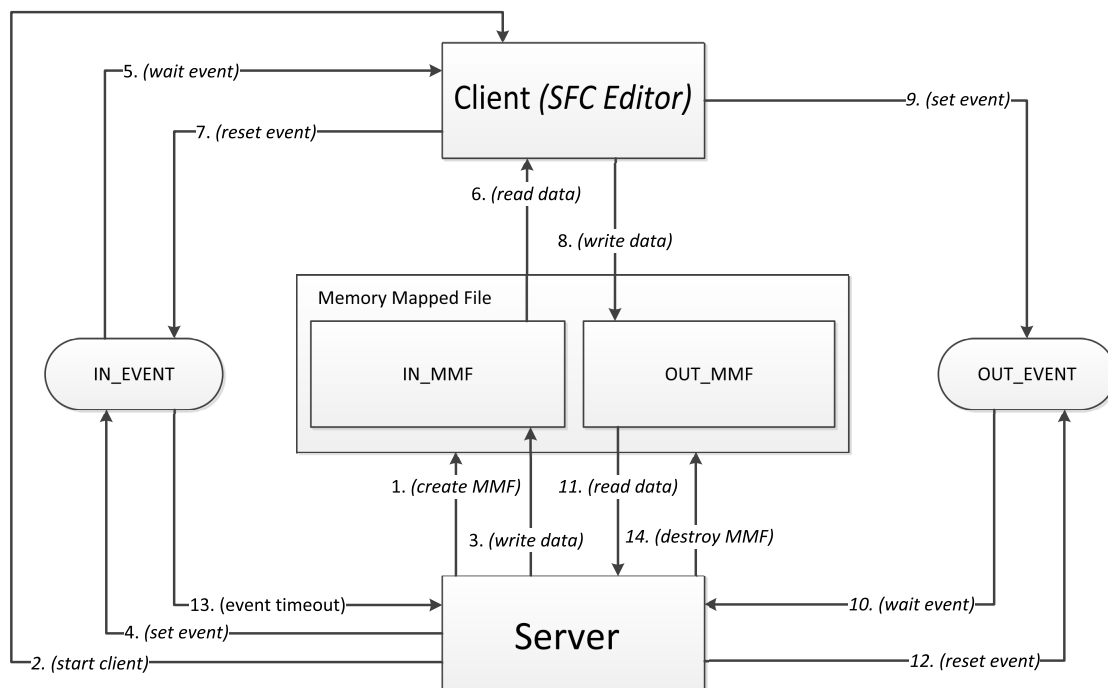 5. (wait event)
Client (SFC Editor)
9. (set event)
7. (reset event)
6. (read data)
8. (write data)
Memory Mapped File
IN_EVENT
IN_MMF
OUT_MMF
OUT_EVENT
1. (create MMF)
11. (read data)
3. (write data)
14. (destroy MMF)
13. (event timeout)
10. (wait event)
4. (set event)
Server
2. (start client)
12. (reset event)